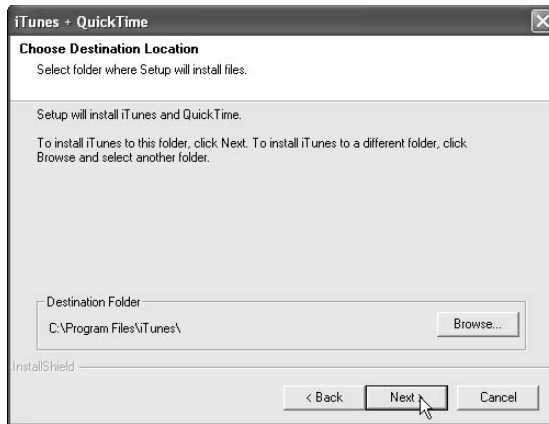 iTunes + QuickTime
Choose Destination Location
Select folder where Setup will install files.
Setup will install iTunes and QuickTime.
To install iTunes to this folder, click Next. To install iTunes to a different folder, click
Browse and select another folder.
Destination Folder
C:\Program Files\iTunes\
Browse...
InstallShield
< Back
Next >
Cancel